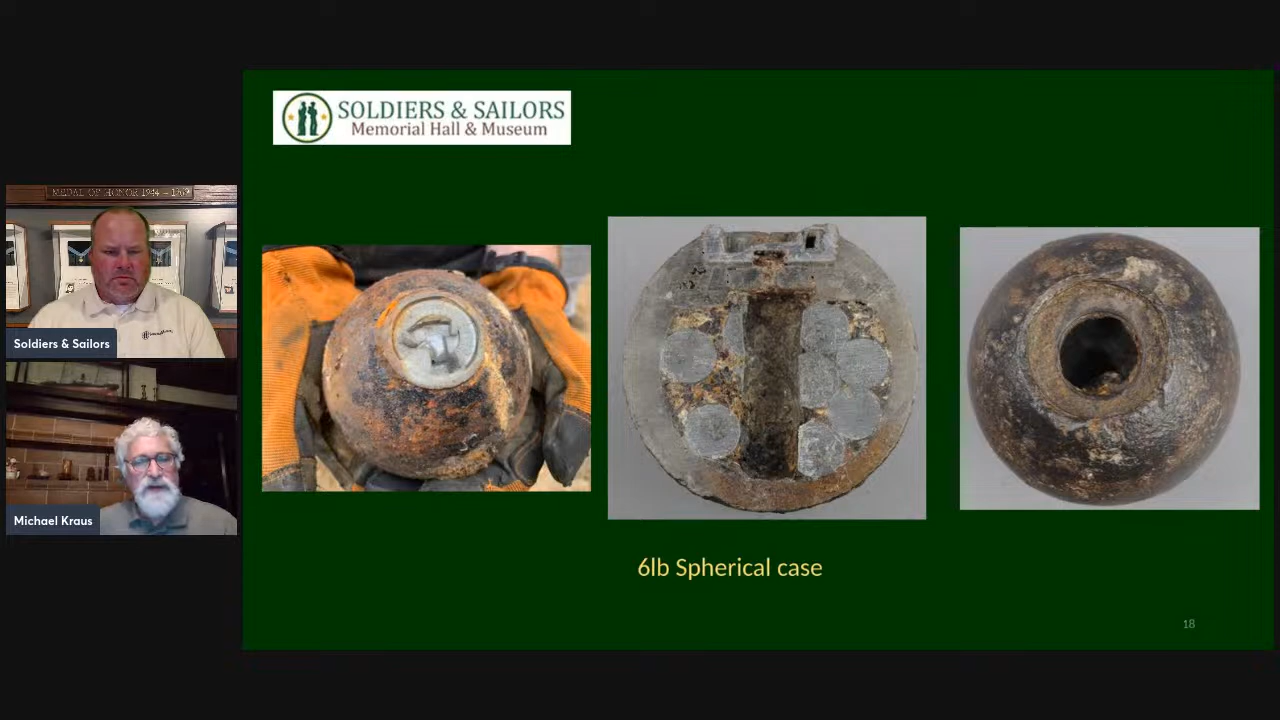 SOLDIERS & SAILORS
Memorial Hall & Museum
MEDAL OF HONOR 1944 – 1967
Soldiers & Sailors
Michael Kraus
6lb Spherical case
18